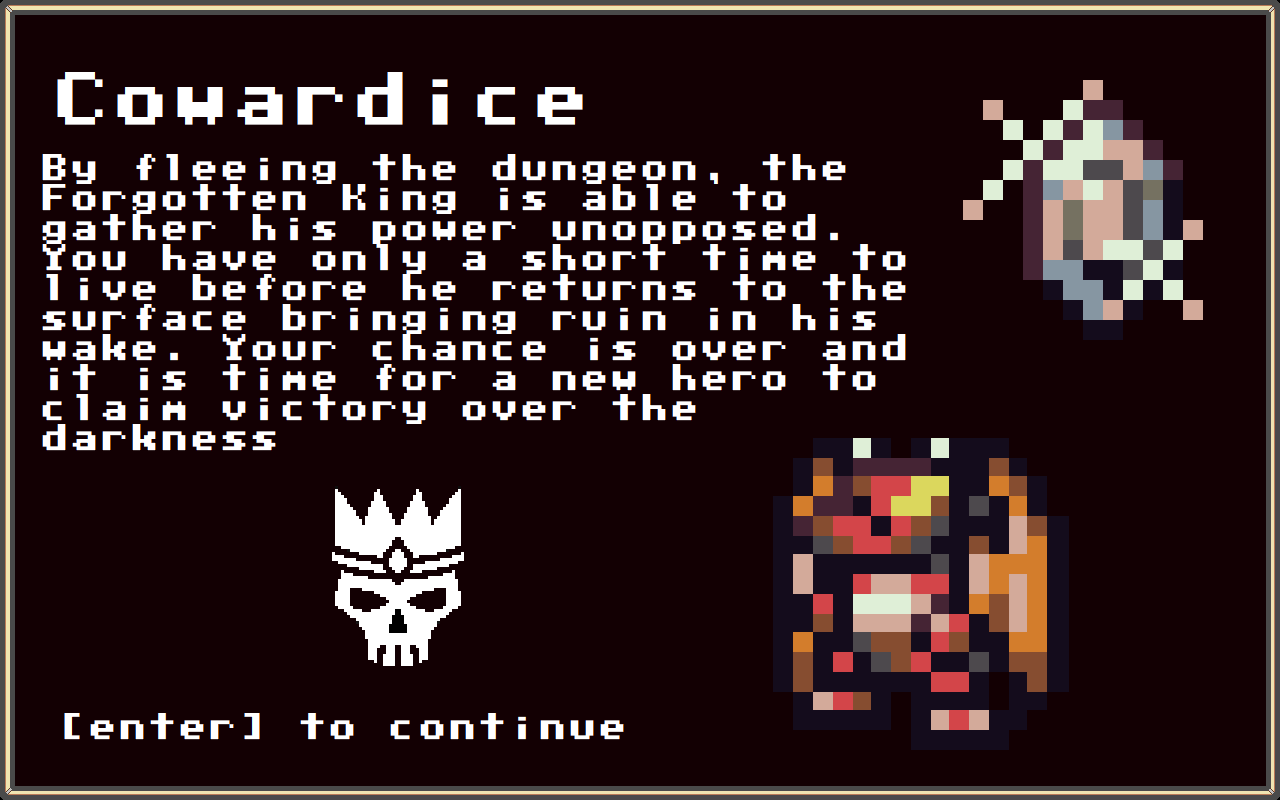 Cowardice
By fleeing the dungeon, the
Forgotten King is able to
gather his power unopposed.
You have only a short time to
live before he returns to the
surface bringing ruin in his
wake. Your chance is over and
it is time for a new hero to
claim victory over the
darkness
[enter] to continue